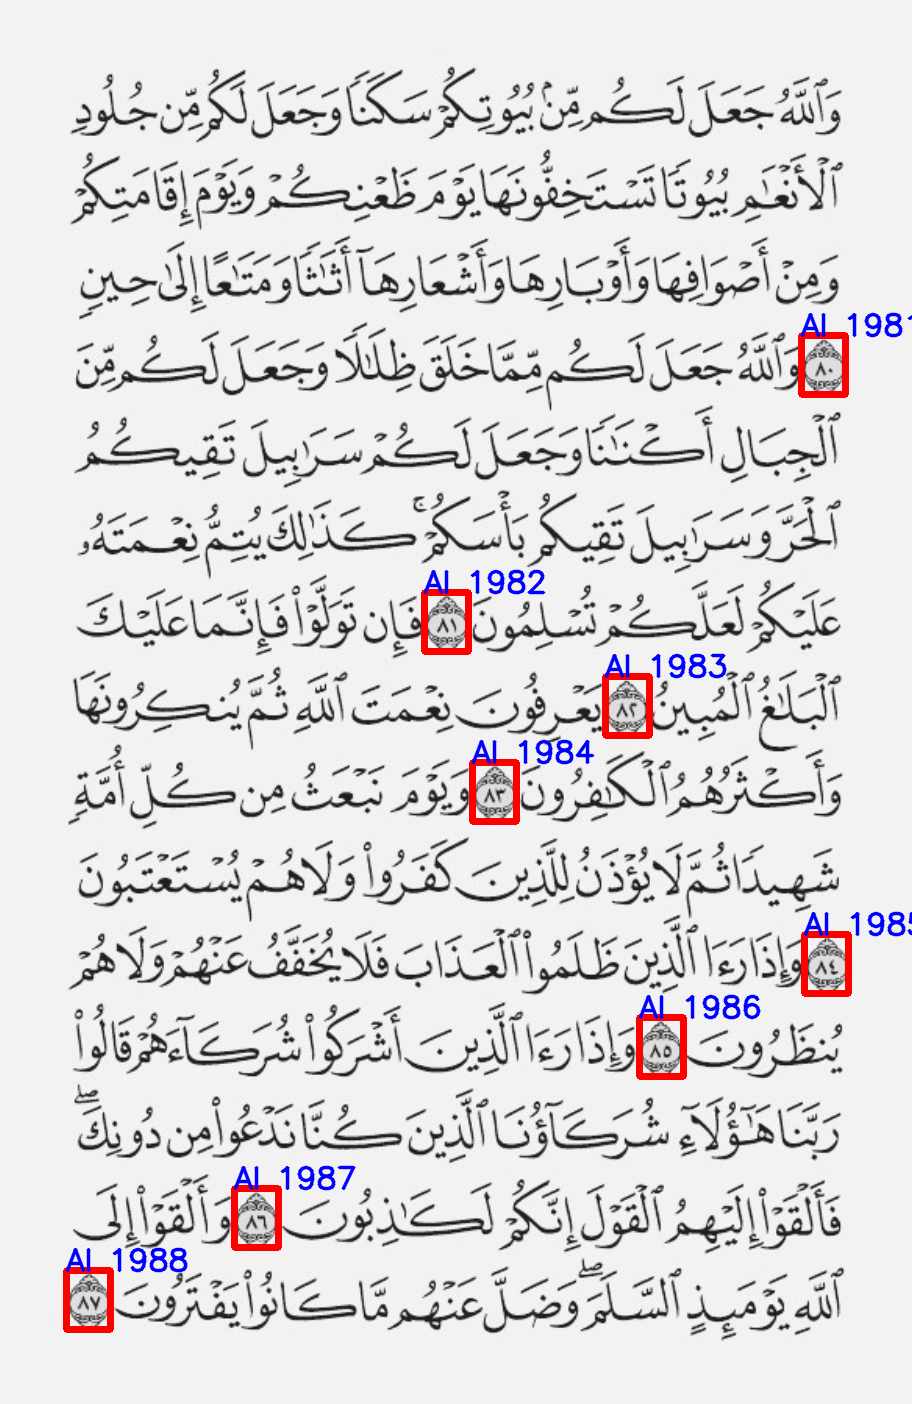 وَٱللَّهُ جَعَلَ لَكُم مِّنۢ بُيُوتِكُمْ سَكَنًا وَجَعَلَ لَكُم مِّن جُلُودِ
ٱلْأَنْعَٰمِ بُيُوتًا تَسْتَخِفُّونَهَا يَوْمَ ظَعْنِكُمْ وَيَوْمَ إِقَامَتِكُمْ
وَمِنْ أَصْوَافِهَا وَأَوْبَارِهَا وَأَشْعَارِهَآ أَثَٰثًا وَمَتَٰعًا إِلَىٰ حِينٍ
AI 1981
٨٠ وَٱللَّهُ جَعَلَ لَكُم مِّمَّا خَلَقَ ظِلَٰلًا وَجَعَلَ لَكُم مِّنَ
ٱلْجِبَالِ أَكْنَٰنًا وَجَعَلَ لَكُمْ سَرَٰبِيلَ تَقِيكُمُ
ٱلْحَرَّ وَسَرَٰبِيلَ تَقِيكُم بَأْسَكُمْ ۚ كَذَٰلِكَ يُتِمُّ نِعْمَتَهُۥ
AI 1982
عَلَيْكُمْ لَعَلَّكُمْ تُسْلِمُونَ ٨١ فَإِن تَوَلَّوْا۟ فَإِنَّمَا عَلَيْكَ
AI 1983
ٱلْبَلَٰغُ ٱلْمُبِينُ ٨٢ يَعْرِفُونَ نِعْمَتَ ٱللَّهِ ثُمَّ يُنكِرُونَهَا
AI 1984
وَأَكْثَرُهُمُ ٱلْكَٰفِرُونَ ٨٣ وَيَوْمَ نَبْعَثُ مِن كُلِّ أُمَّةٍ
شَهِيدًا ثُمَّ لَا يُؤْذَنُ لِلَّذِينَ كَفَرُوا۟ وَلَا هُمْ يُسْتَعْتَبُونَ
AI 1985
٨٤ وَإِذَا رَءَا ٱلَّذِينَ ظَلَمُوا۟ ٱلْعَذَابَ فَلَا يُخَفَّفُ عَنْهُمْ وَلَا هُمْ
AI 1986
يُنظَرُونَ ٨٥ وَإِذَا رَءَا ٱلَّذِينَ أَشْرَكُوا۟ شُرَكَآءَهُمْ قَالُوا۟
رَبَّنَا هَٰٓؤُلَآءِ شُرَكَآؤُنَا ٱلَّذِينَ كُنَّا نَدْعُوا۟ مِن دُونِكَ ۖ
AI 1987
فَأَلْقَوْا۟ إِلَيْهِمُ ٱلْقَوْلَ إِنَّكُمْ لَكَٰذِبُونَ ٨٦ وَأَلْقَوْا۟ إِلَى
AI 1988
ٱللَّهِ يَوْمَئِذٍ ٱلسَّلَمَ ۖ وَضَلَّ عَنْهُم مَّا كَانُوا۟ يَفْتَرُونَ ٨٧